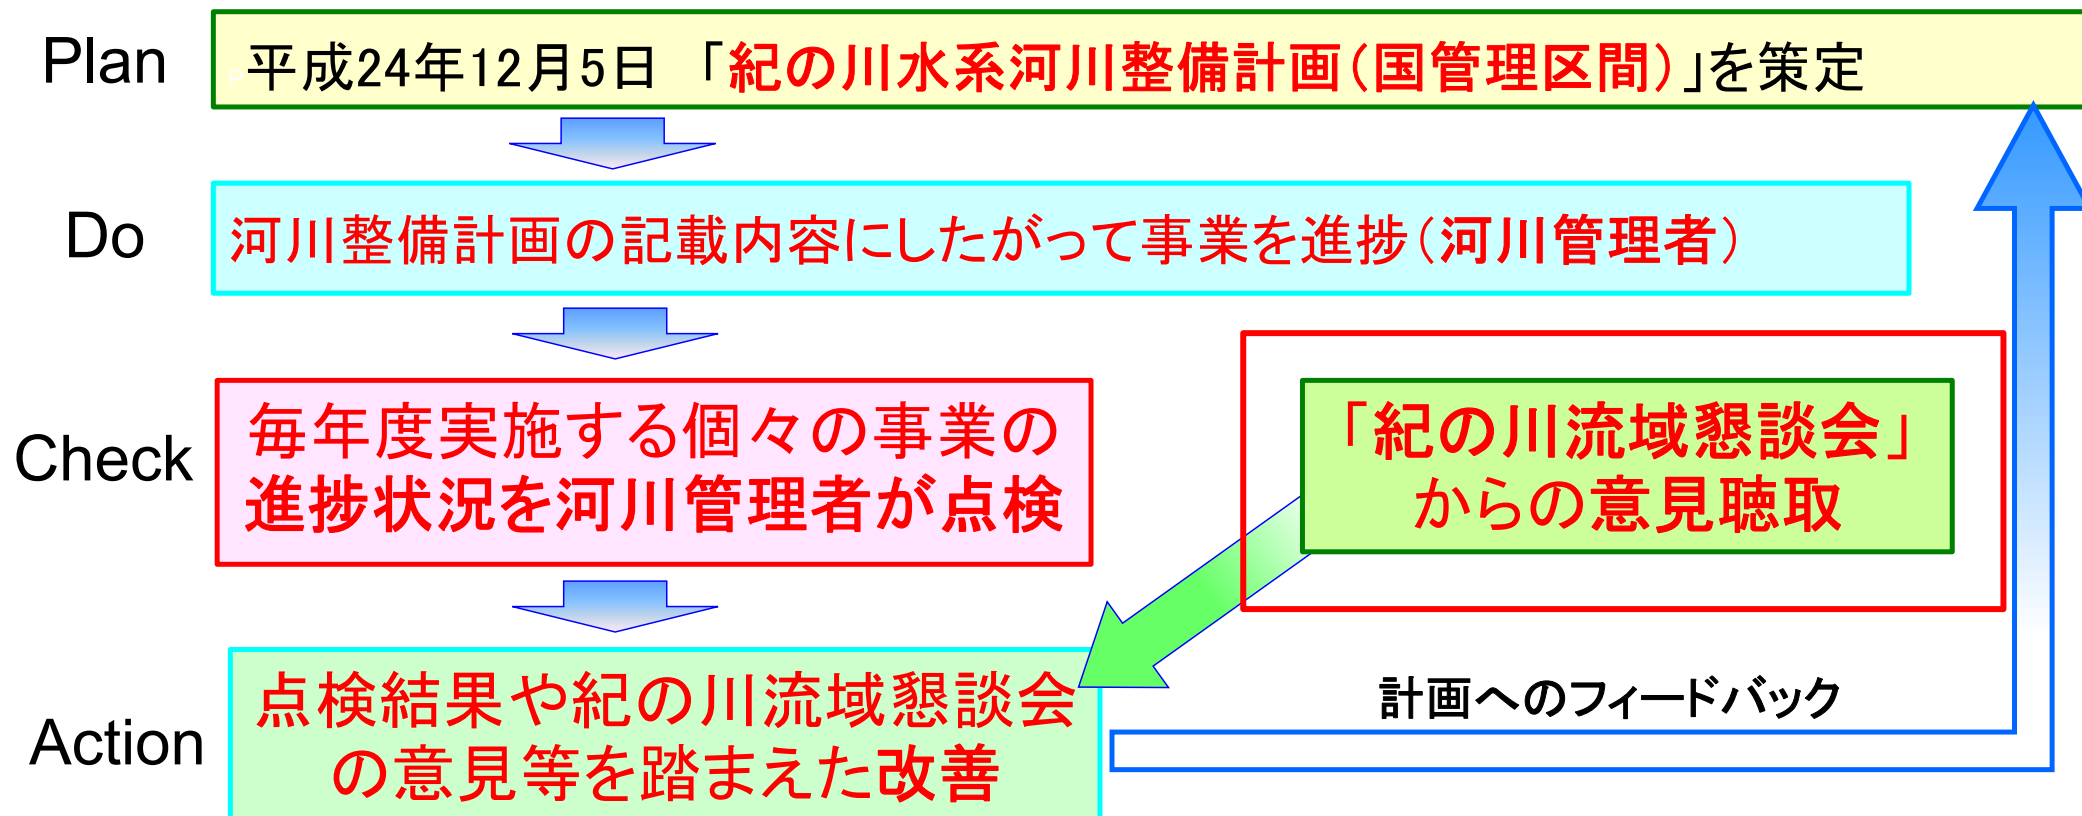 Plan
平成24年12月5日 「紀の川水系河川整備計画(国管理区間)」を策定
Do
河川整備計画の記載内容にしたがって事業を進捗(河川管理者)
Check
毎年度実施する個々の事業の
進捗状況を河川管理者が点検
「紀の川流域懇談会」
からの意見聴取
Action
点検結果や紀の川流域懇談会
の意見等を踏まえた改善
計画へのフィードバック